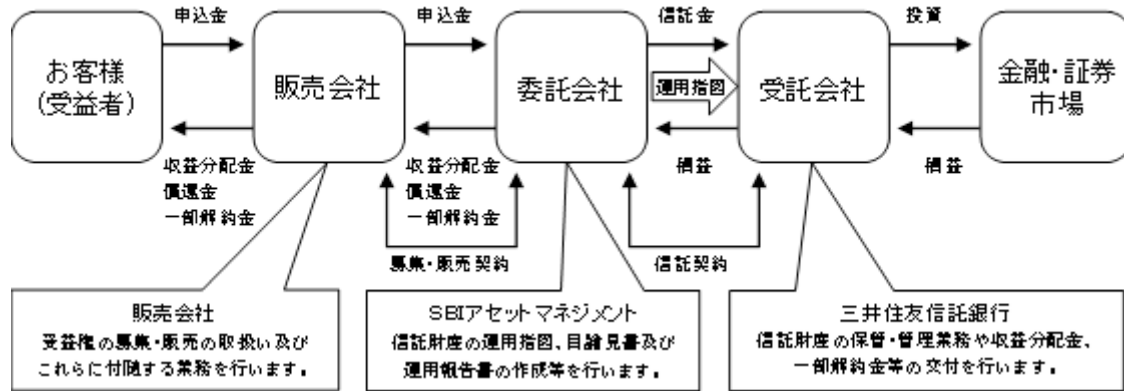 申込金
申込金
信託金
投資
お客様
(受益者)
販売会社
委託会社
運用指図
受託会社
金融・証券
市場
収益分配金
償還金
一部解約金
収益分配金
償還金
一部解約金
損益
損益
募集・販売契約
信託契約
販売会社
受益権の募集・販売の取扱い及び
これらに付随する業務を行います。
SBIアセットマネジメント
信託財産の運用指図、目論見書及び
運用報告書の作成等を行います。
三井住友信託銀行
信託財産の保管・管理業務や収益分配金、
一部解約金等の交付を行います。